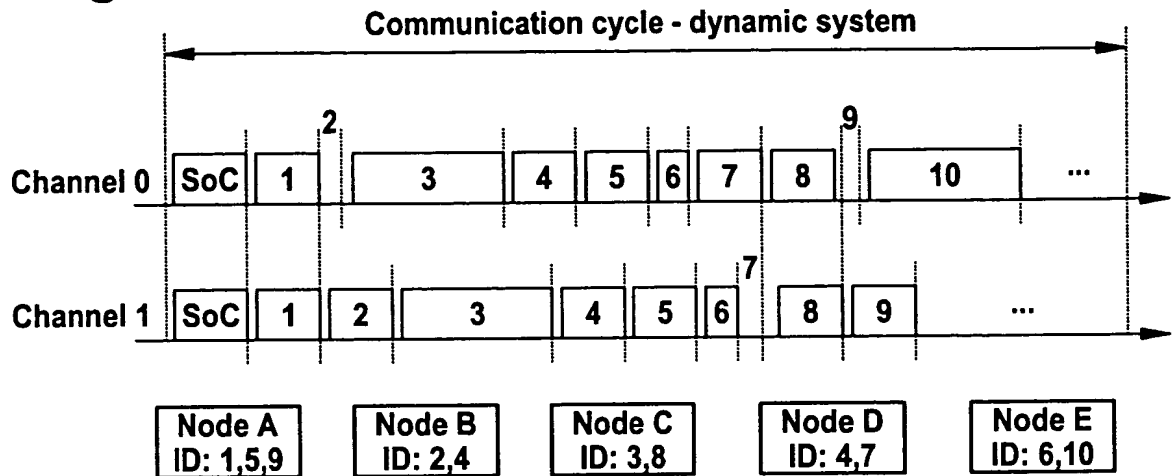 Communication cycle - dynamic system
2 9
Channel 0 SoC 1 3 4 5 6 7 8 10 ...
7
Channel 1 SoC 1 2 3 4 5 6 8 9 ...
Node A Node B Node C Node D Node E
ID: 1,5,9 ID: 2,4 ID: 3,8 ID: 4,7 ID: 6,10